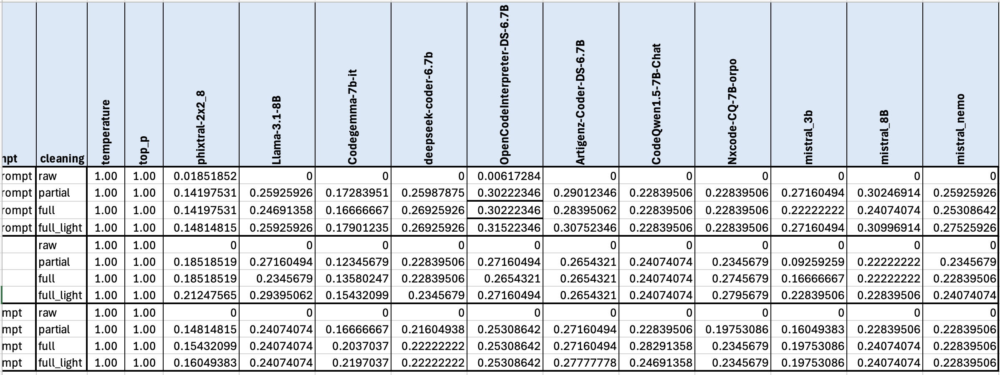 npt cleaning temperature top_p phixtral-2x2_8 Llama-3.1-8B Codegemma-7b-it deepseek-coder-6.7b OpenCodeInterpreter-DS-6.7B Artigenz-Coder-DS-6.7B CodeQwen1.5-7B-Chat Nxcode-CQ-7B-orpo mistral_3b mistral_8B mistral_nemo
rompt raw 1.00 1.00 0.01851852 0 0 0 0.00617284 0 0 0 0 0 0
rompt partial 1.00 1.00 0.14197531 0.25925926 0.17283951 0.25987875 0.30222346 0.29012346 0.22839506 0.22839506 0.27160494 0.30246914 0.25925926
rompt full 1.00 1.00 0.14197531 0.24691358 0.16666667 0.26925926 0.30222346 0.28395062 0.22839506 0.22839506 0.22222222 0.24074074 0.25308642
rompt full_light 1.00 1.00 0.14814815 0.25925926 0.17901235 0.26925926 0.31522346 0.30752346 0.22839506 0.22839506 0.27160494 0.30996914 0.27525926
raw 1.00 1.00 0 0 0 0 0 0 0 0 0 0 0
partial 1.00 1.00 0.18518519 0.27160494 0.12345679 0.22839506 0.27160494 0.2654321 0.24074074 0.2345679 0.09259259 0.22222222 0.2345679
full 1.00 1.00 0.18518519 0.2345679 0.13580247 0.22839506 0.2654321 0.2654321 0.24074074 0.2745679 0.16666667 0.22222222 0.22839506
full_light 1.00 1.00 0.21247565 0.29395062 0.15432099 0.2345679 0.27160494 0.2654321 0.24074074 0.2795679 0.22839506 0.22839506 0.24074074
mpt raw 1.00 1.00 0 0 0 0 0 0 0 0 0 0 0
mpt partial 1.00 1.00 0.14814815 0.24074074 0.16666667 0.21604938 0.25308642 0.27160494 0.22839506 0.19753086 0.16049383 0.22839506 0.22839506
mpt full 1.00 1.00 0.15432099 0.24074074 0.2037037 0.22222222 0.25308642 0.27160494 0.28291358 0.2345679 0.19753086 0.24074074 0.22839506
mpt full_light 1.00 1.00 0.16049383 0.24074074 0.2197037 0.22222222 0.25308642 0.27777778 0.24691358 0.2345679 0.19753086 0.24074074 0.22839506